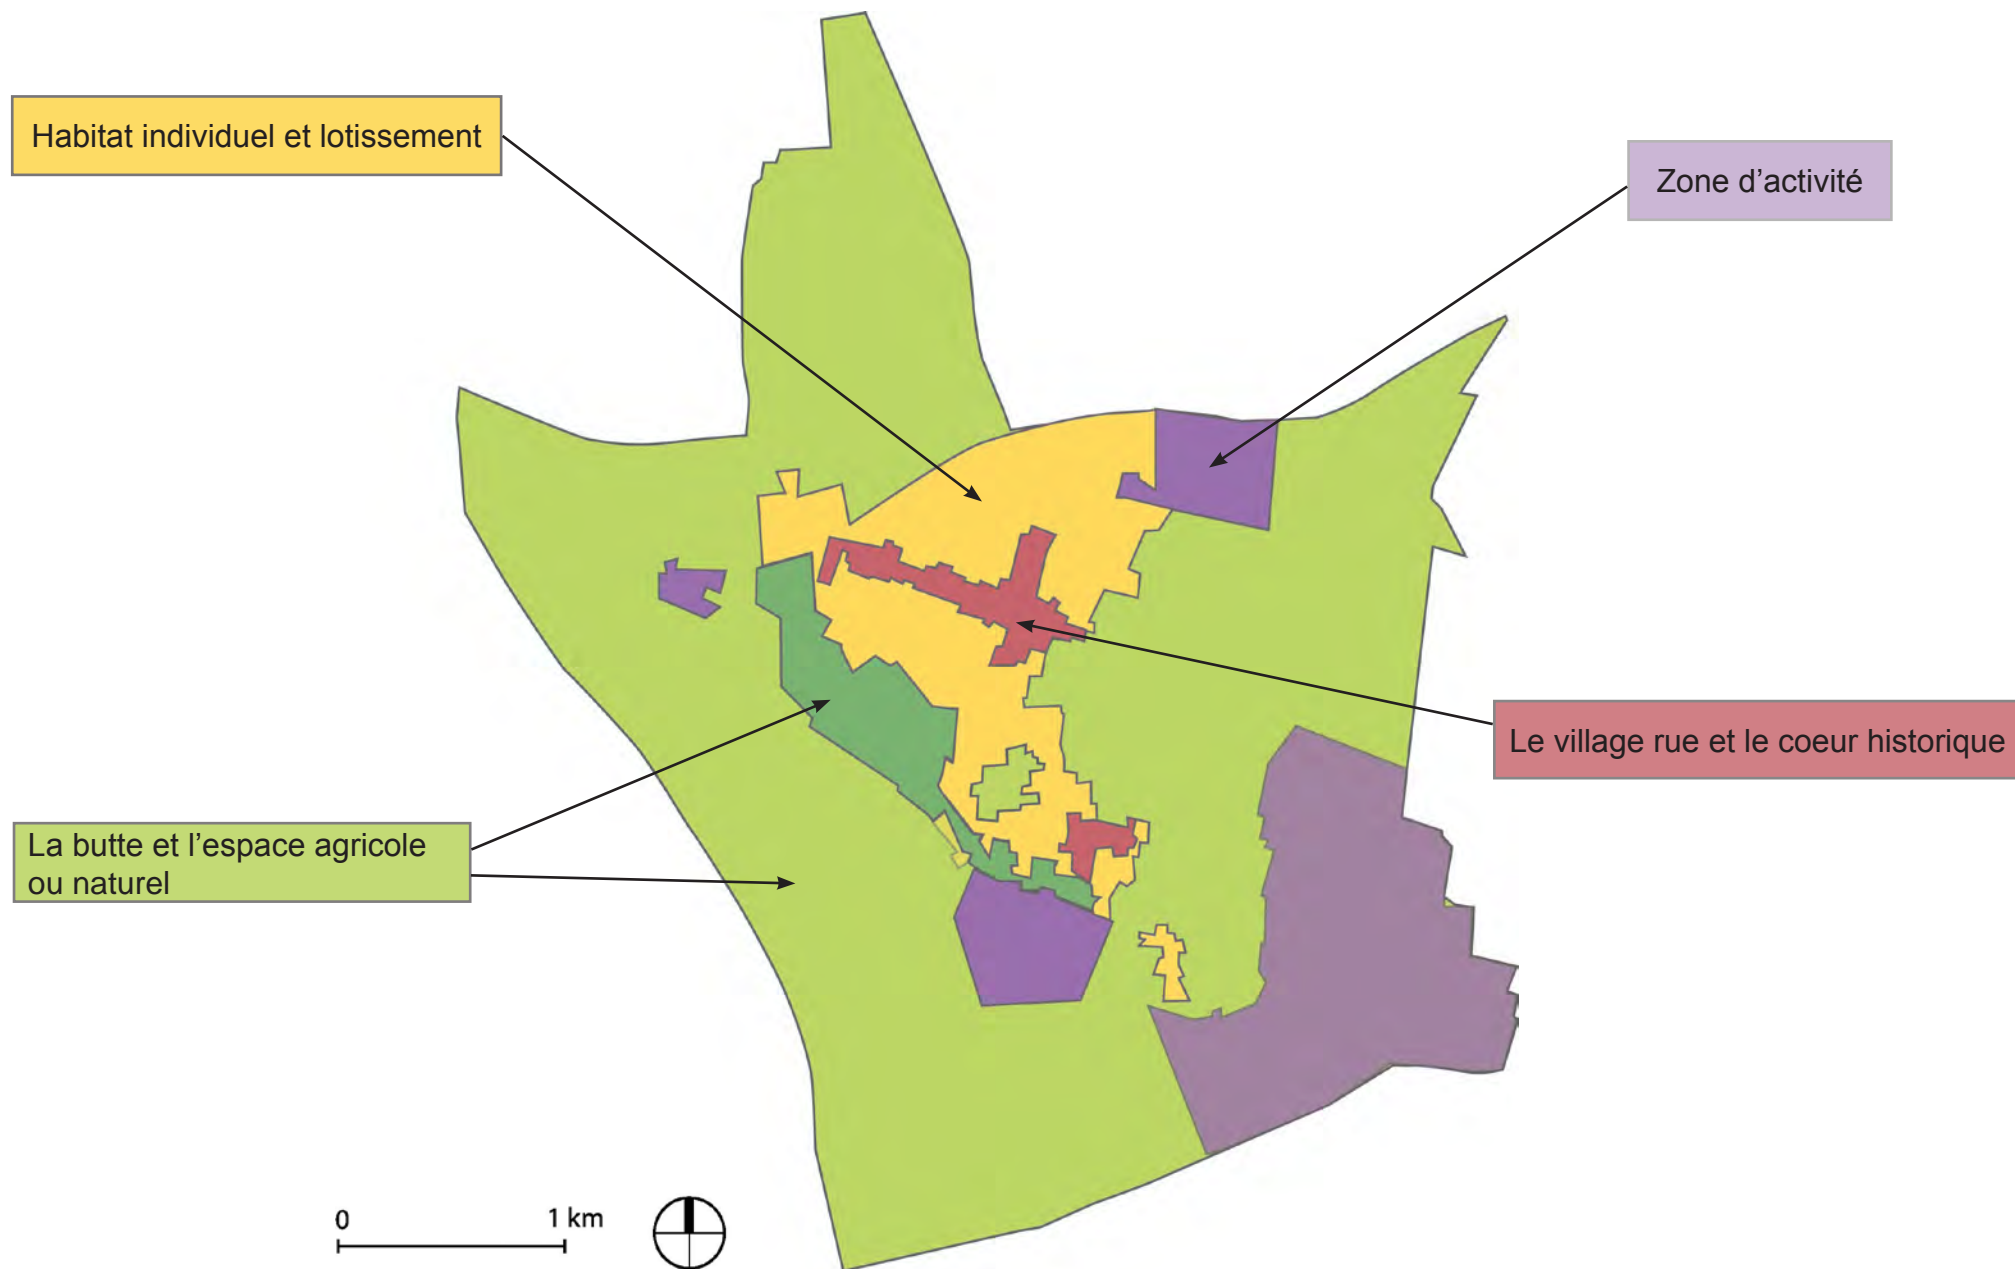 Habitat individuel et lotissement
Zone d’activité
Le village rue et le coeur historique
La butte et l’espace agricole
ou naturel
0 1 km